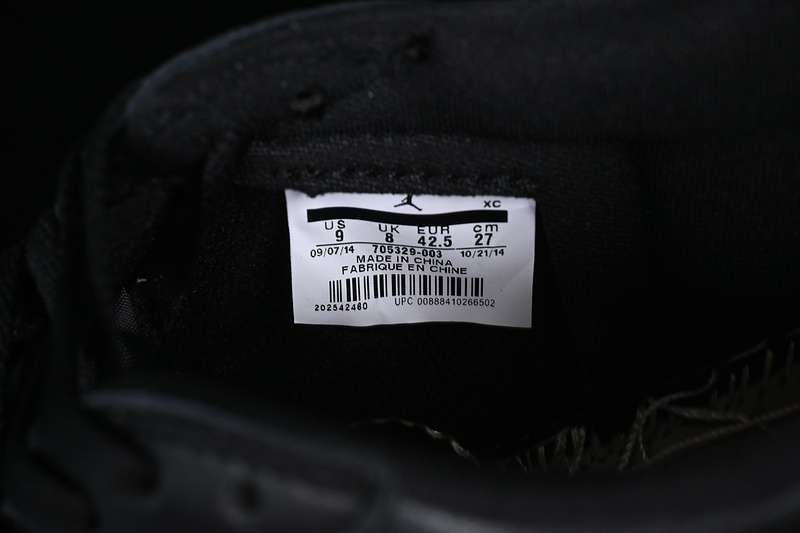 XC
US UK EUR cm
9 8 42.5 27
09/07/14 705329-003 10/21/14
MADE IN CHINA
FABRIQUE EN CHINE
202542460 UPC 00888410266502